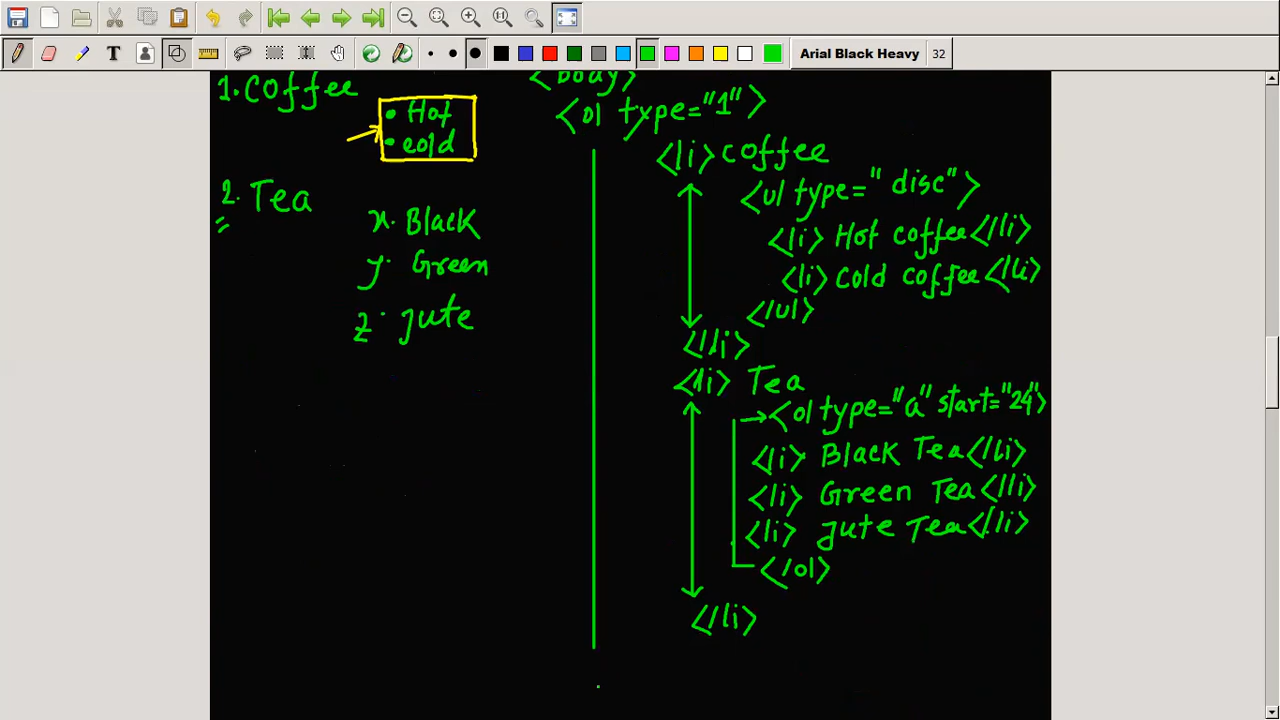 Arial Black Heavy 32
1. Coffee
• Hot
• cold
2. Tea
x. Black
y. Green
z. jute
<body>
<ol type="1">
<li> coffee
<ul type="disc">
<li> Hot coffee</li>
<li> Cold coffee</li>
</ul>
</li>
<li> Tea
<ol type="a" start="24">
<li> Black Tea</li>
<li> Green Tea</li>
<li> jute Tea</li>
</ol>
</li>